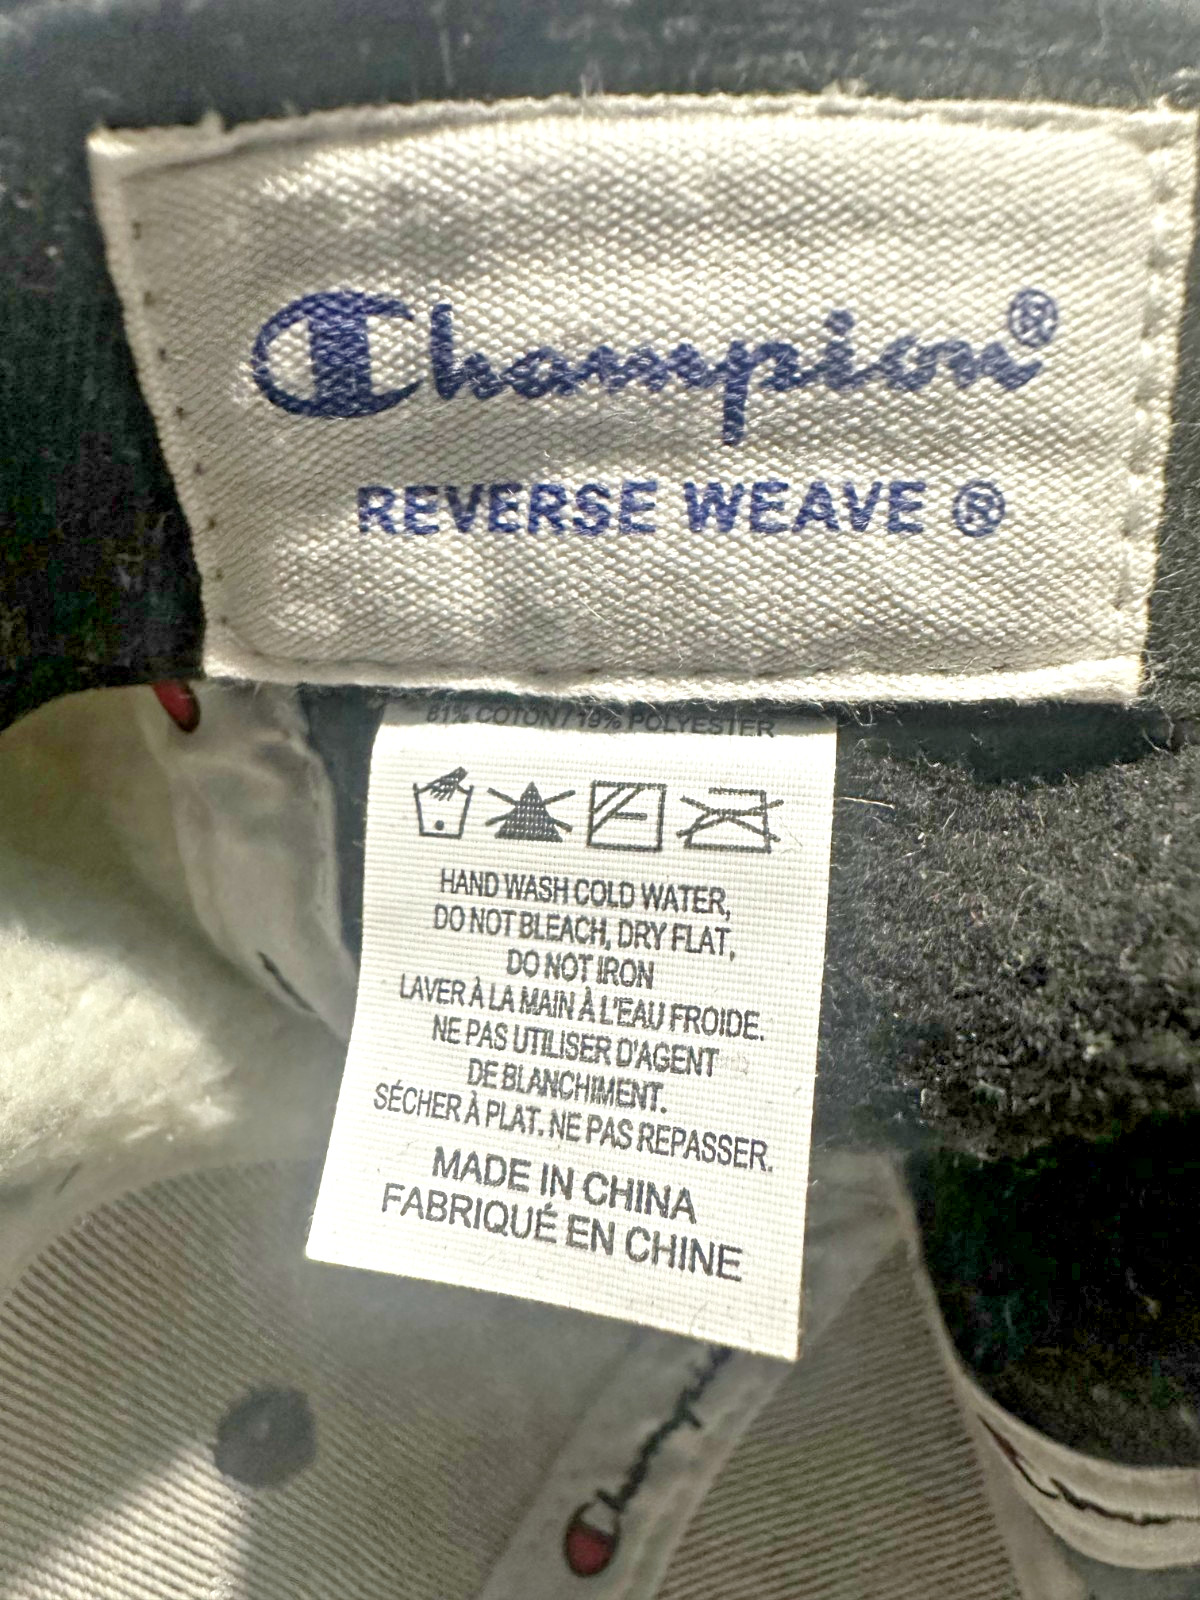 Champion®
REVERSE WEAVE ®
81% COTON / 19% POLYESTER
HAND WASH COLD WATER,
DO NOT BLEACH, DRY FLAT,
DO NOT IRON
LAVER À LA MAIN À L'EAU FROIDE.
NE PAS UTILISER D'AGENT
DE BLANCHIMENT.
SÉCHER À PLAT. NE PAS REPASSER.
MADE IN CHINA
FABRIQUÉ EN CHINE
Champion